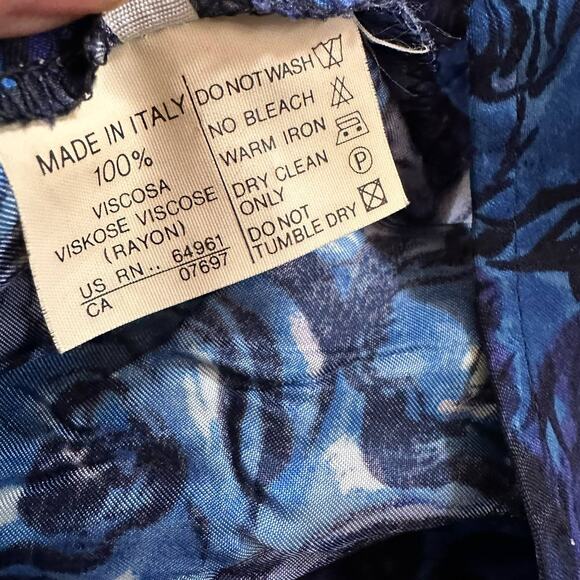 MADE IN ITALY
100%
VISCOSA
VISKOSE VISCOSE
(RAYON)
US RN.. 64961
CA 07697
DO NOT WASH
NO BLEACH
WARM IRON
DRY CLEAN
ONLY
DO NOT
TUMBLE DRY
P